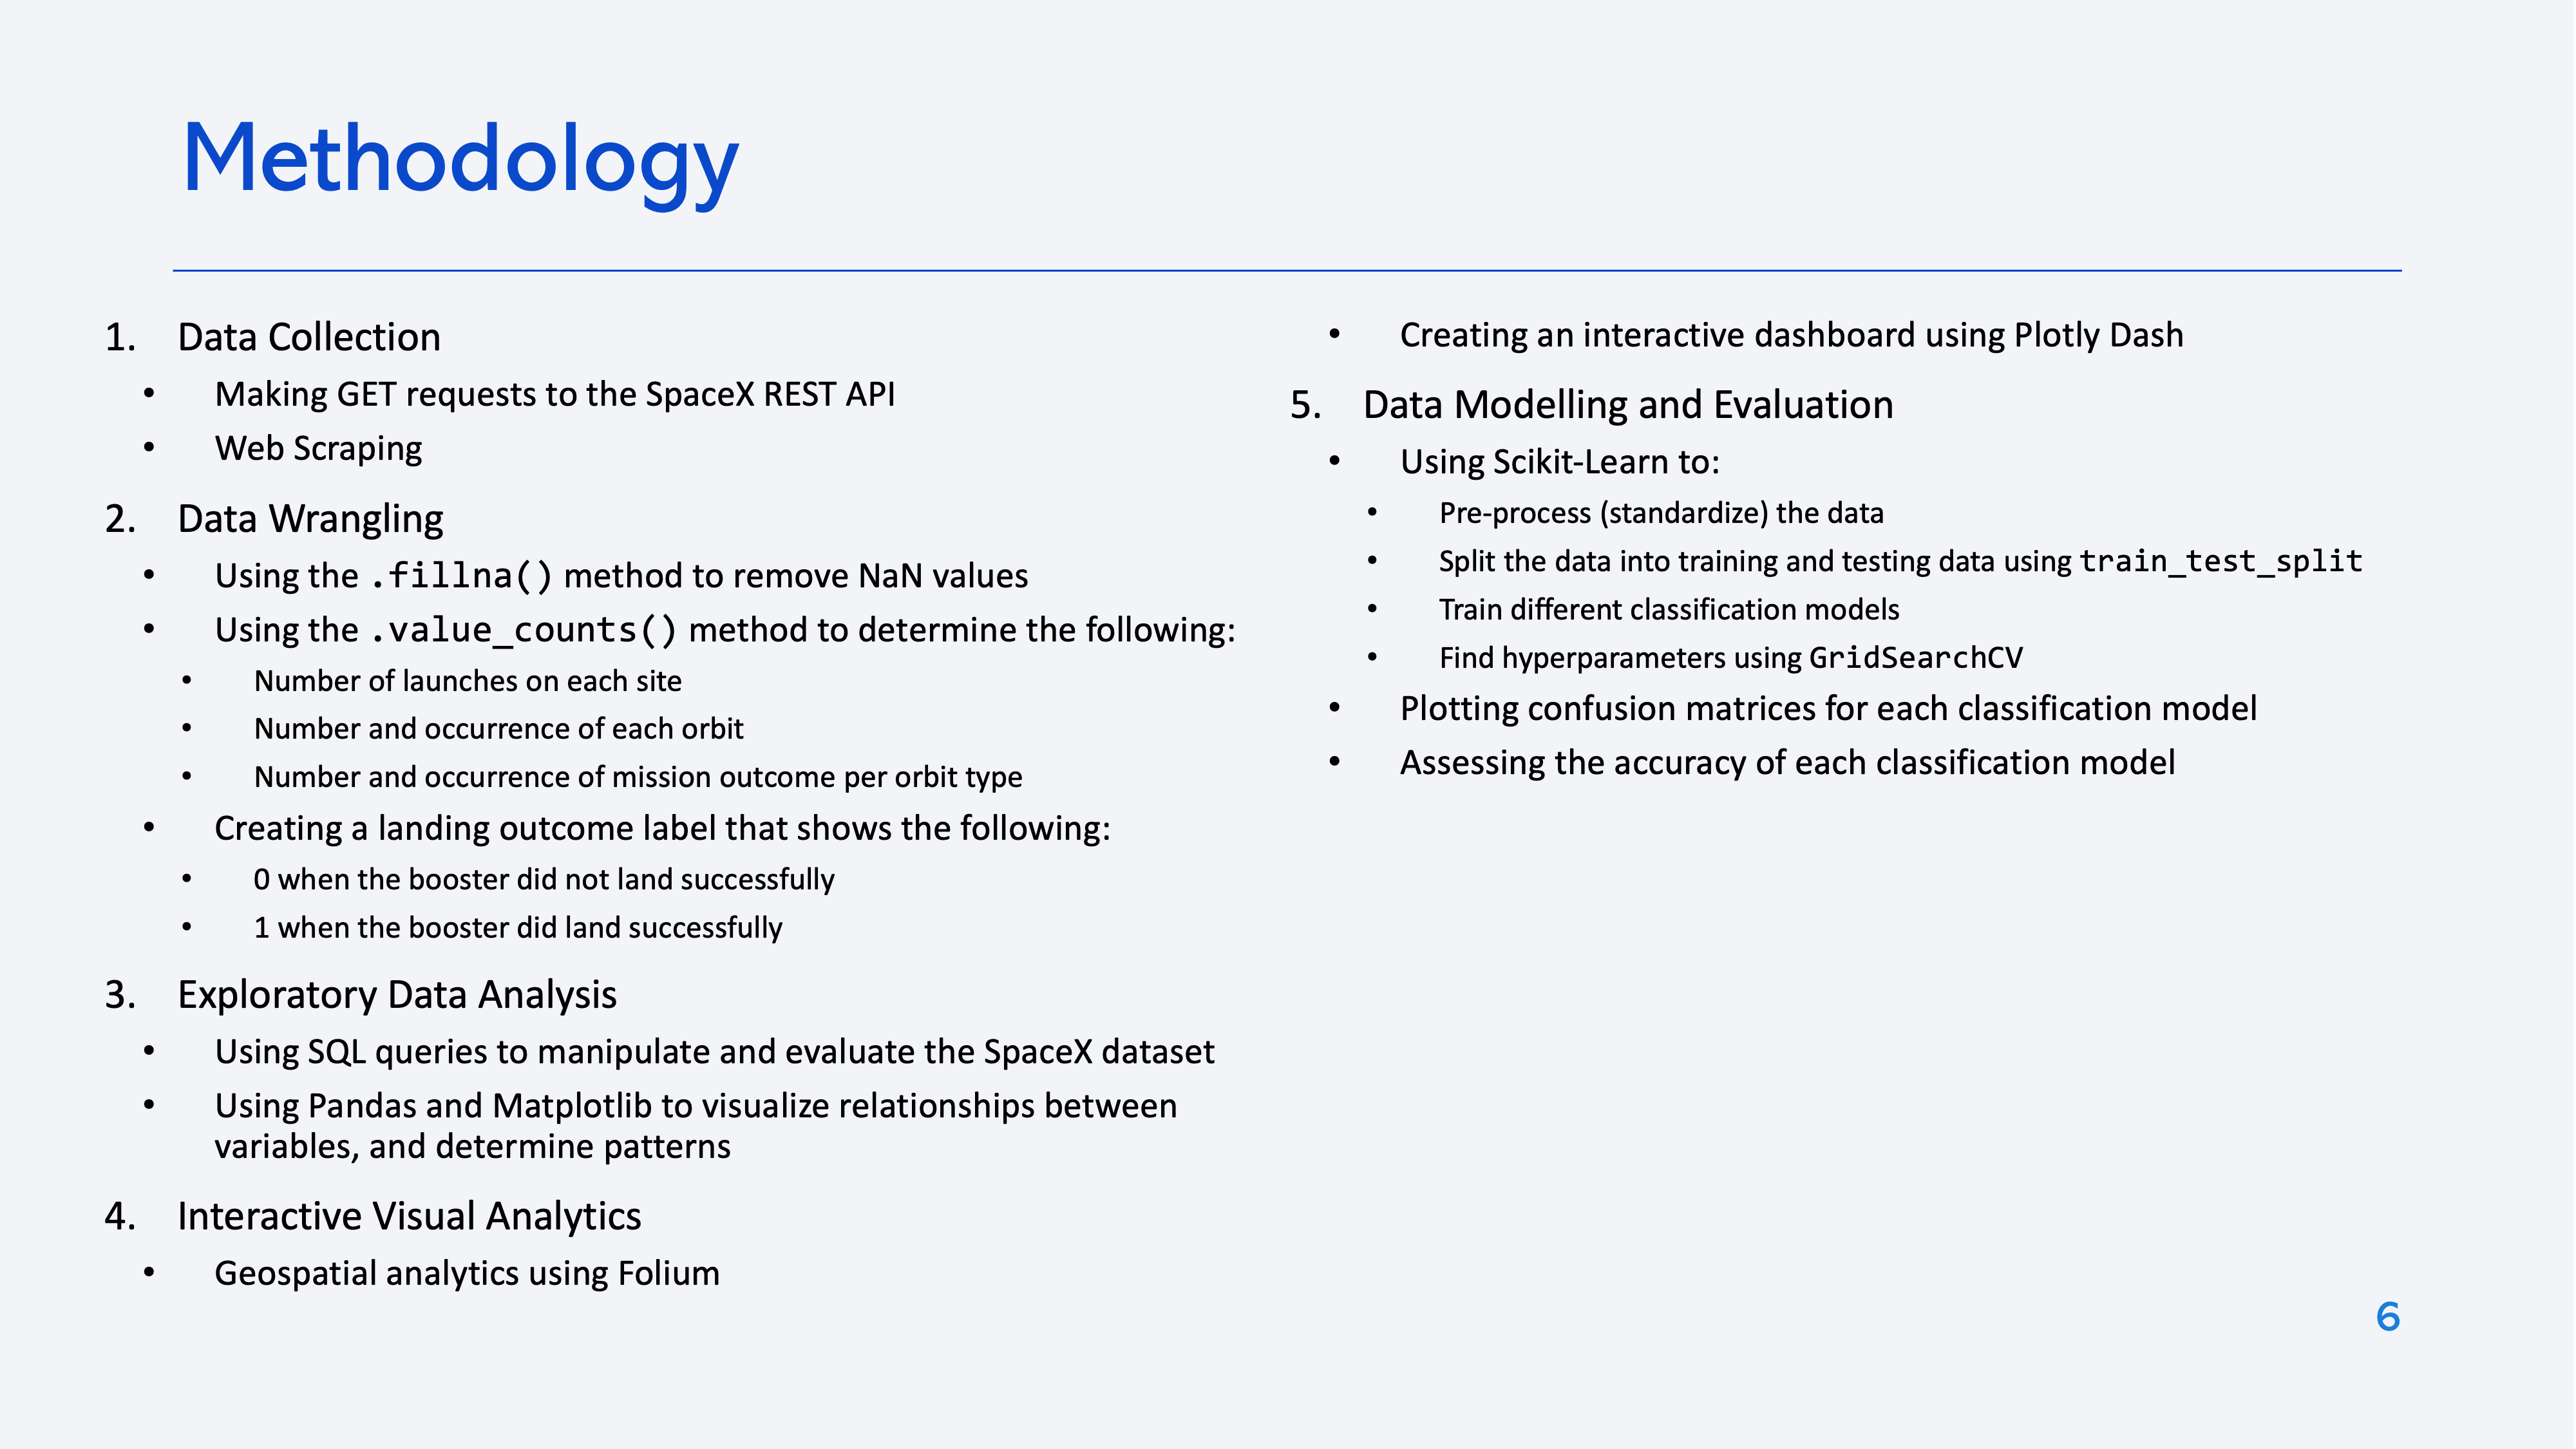 Methodology
1. Data Collection
• Making GET requests to the SpaceX REST API
• Web Scraping
2. Data Wrangling
• Using the .fillna() method to remove NaN values
• Using the .value_counts() method to determine the following:
• Number of launches on each site
• Number and occurrence of each orbit
• Number and occurrence of mission outcome per orbit type
• Creating a landing outcome label that shows the following:
• 0 when the booster did not land successfully
• 1 when the booster did land successfully
3. Exploratory Data Analysis
• Using SQL queries to manipulate and evaluate the SpaceX dataset
• Using Pandas and Matplotlib to visualize relationships between
variables, and determine patterns
4. Interactive Visual Analytics
• Geospatial analytics using Folium
• Creating an interactive dashboard using Plotly Dash
5. Data Modelling and Evaluation
• Using Scikit-Learn to:
• Pre-process (standardize) the data
• Split the data into training and testing data using train_test_split
• Train different classification models
• Find hyperparameters using GridSearchCV
• Plotting confusion matrices for each classification model
• Assessing the accuracy of each classification model
6